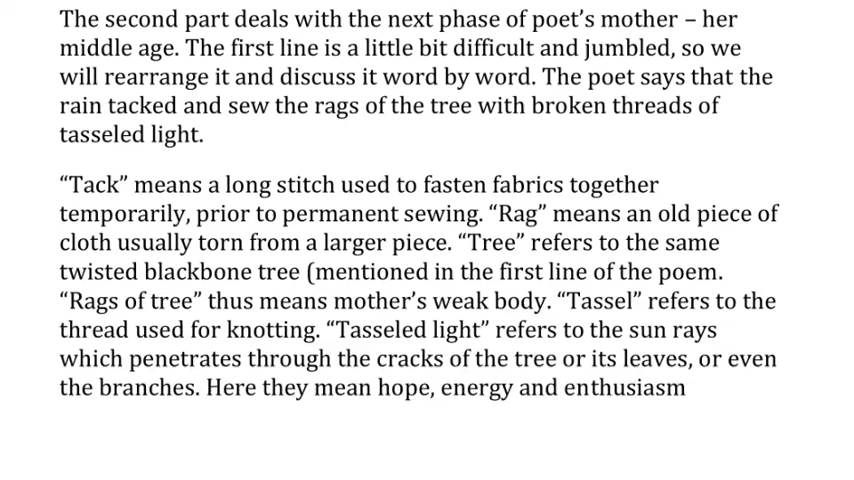 The second part deals with the next phase of poet’s mother – her
middle age. The first line is a little bit difficult and jumbled, so we
will rearrange it and discuss it word by word. The poet says that the
rain tacked and sew the rags of the tree with broken threads of
tasseled light.
“Tack” means a long stitch used to fasten fabrics together
temporarily, prior to permanent sewing. “Rag” means an old piece of
cloth usually torn from a larger piece. “Tree” refers to the same
twisted blackbone tree (mentioned in the first line of the poem.
“Rags of tree” thus means mother’s weak body. “Tassel” refers to the
thread used for knotting. “Tasseled light” refers to the sun rays
which penetrates through the cracks of the tree or its leaves, or even
the branches. Here they mean hope, energy and enthusiasm